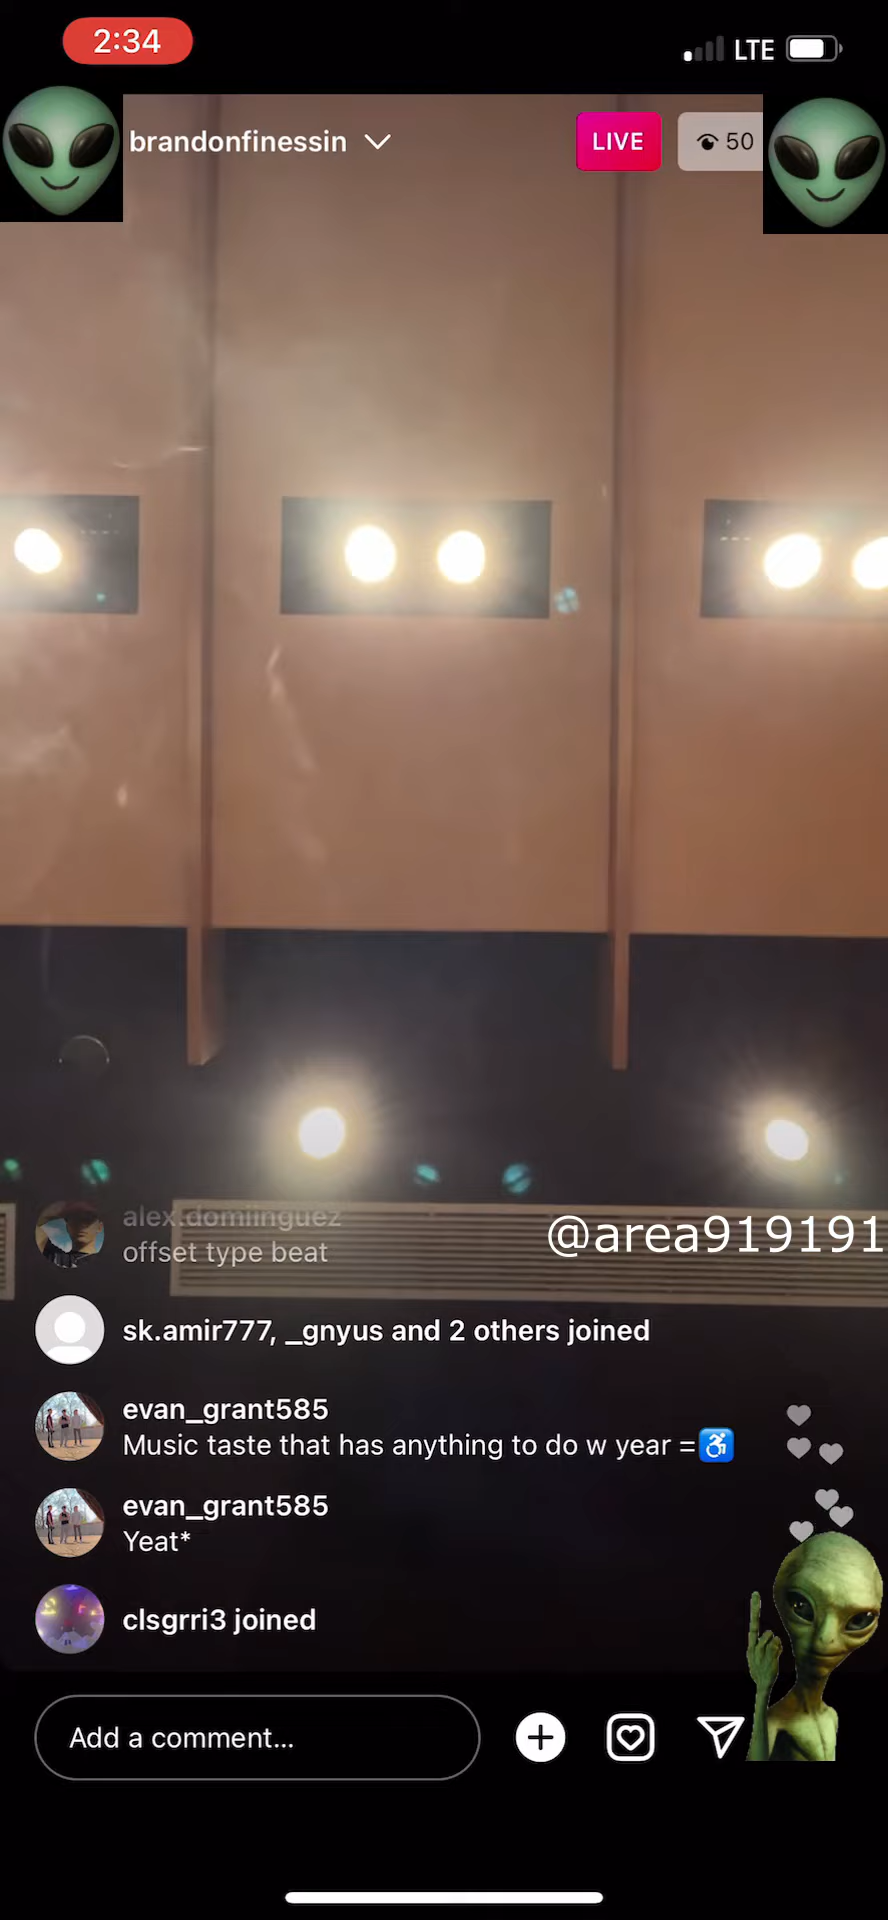 2:34
LTE
brandonfinessin
LIVE
50
alex.domiinguez
offset type beat
@area919191
sk.amir777, _gnyus and 2 others joined
evan_grant585
Music taste that has anything to do w year =♿
evan_grant585
Yeat*
clsgrri3 joined
Add a comment...